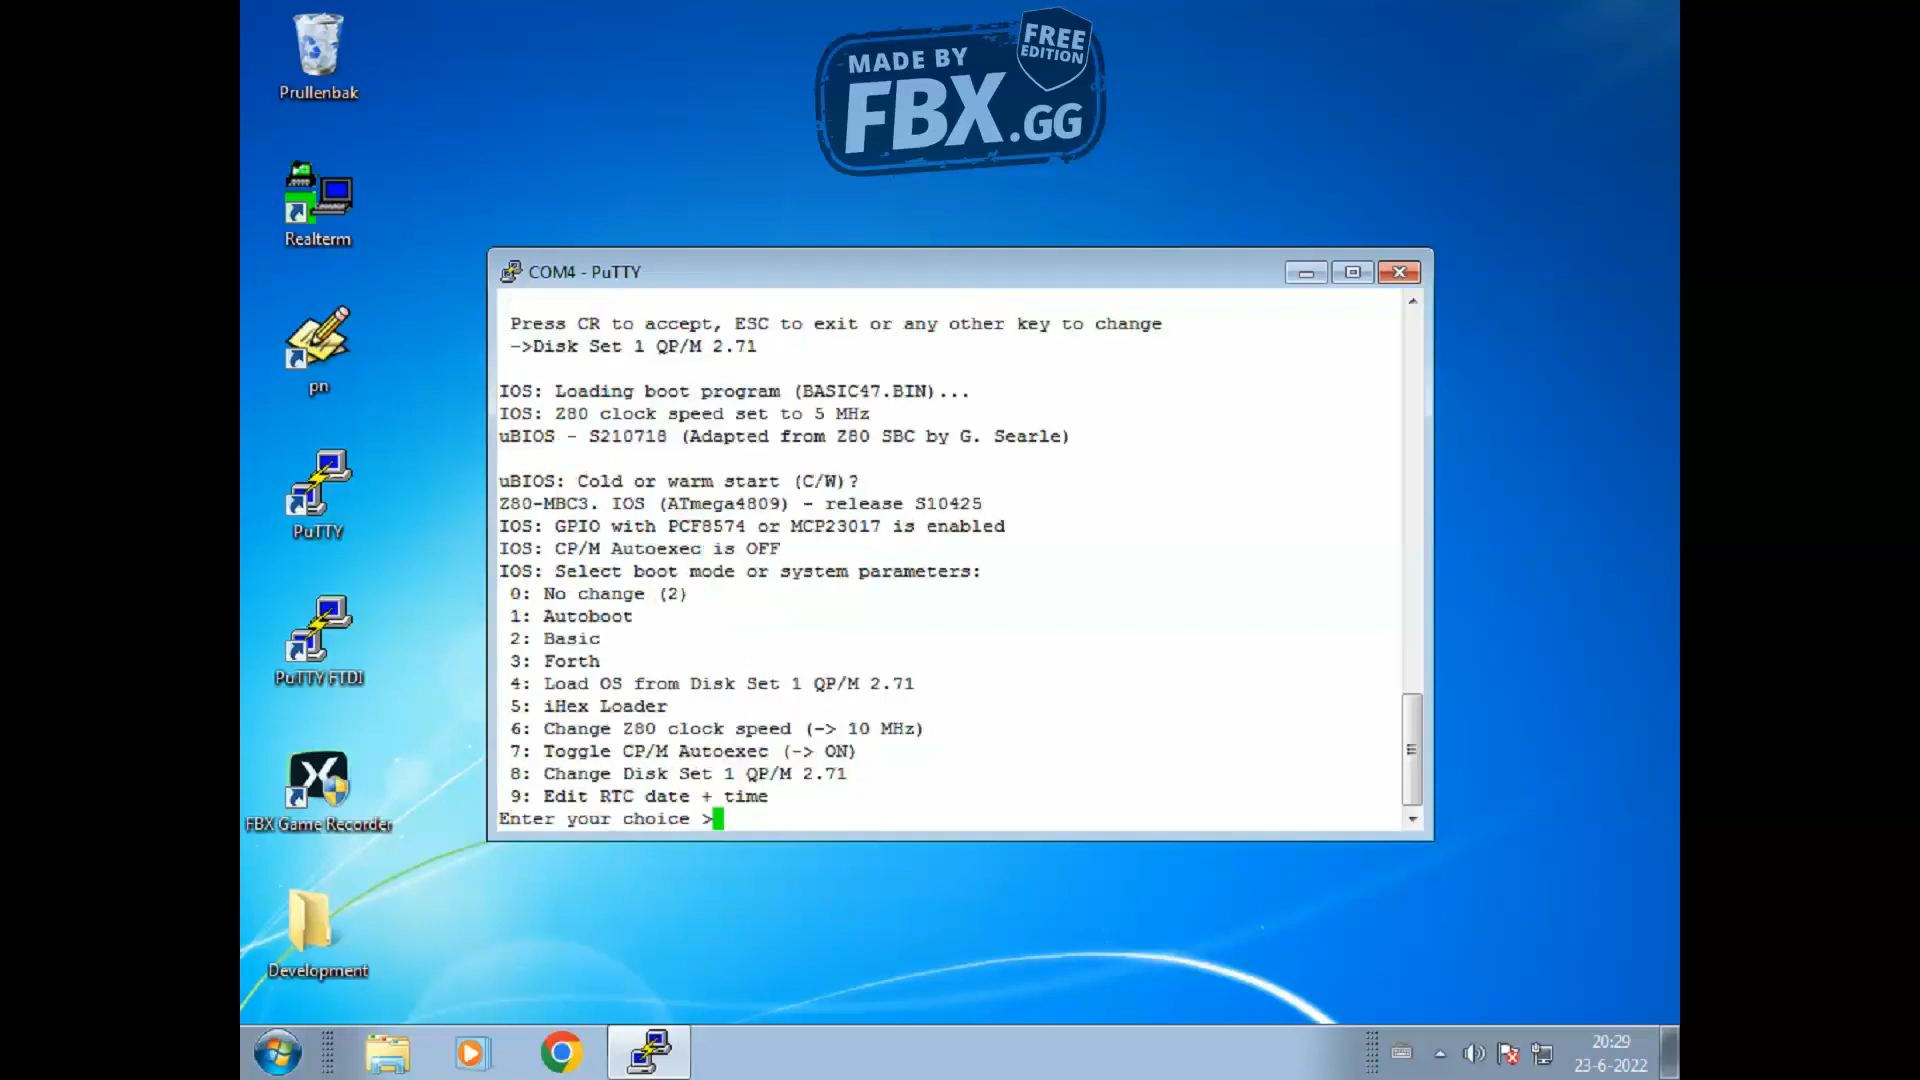 MADE BY
FREE
EDITION
FBX.GG
Prullenbak
Realterm
pn
PuTTY
PuTTY FTDI
FBX Game Recorder
Development
COM4 - PuTTY
Press CR to accept, ESC to exit or any other key to change
->Disk Set 1 QP/M 2.71
IOS: Loading boot program (BASIC47.BIN)...
IOS: Z80 clock speed set to 5 MHz
uBIOS - S210718 (Adapted from Z80 SBC by G. Searle)
uBIOS: Cold or warm start (C/W)?
Z80-MBC3. IOS (ATmega4809) - release S10425
IOS: GPIO with PCF8574 or MCP23017 is enabled
IOS: CP/M Autoexec is OFF
IOS: Select boot mode or system parameters:
0: No change (2)
1: Autoboot
2: Basic
3: Forth
4: Load OS from Disk Set 1 QP/M 2.71
5: iHex Loader
6: Change Z80 clock speed (-> 10 MHz)
7: Toggle CP/M Autoexec (-> ON)
8: Change Disk Set 1 QP/M 2.71
9: Edit RTC date + time
Enter your choice >
20:29
23-6-2022